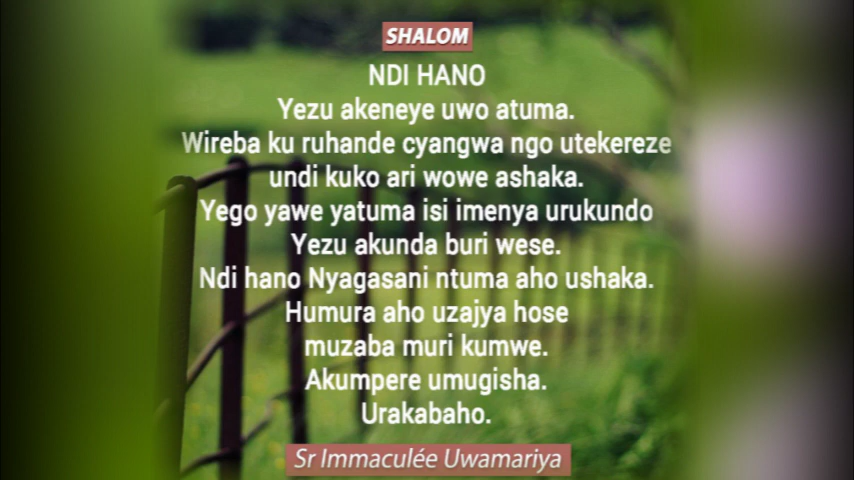 SHALOM
NDI HANO
Yezu akeneye uwo atuma.
Wireba ku ruhande cyangwa ngo utekereze
undi kuko ari wowe ashaka.
Yego yawe yatuma isi imenya urukundo
Yezu akunda buri wese.
Ndi hano Nyagasani ntuma aho ushaka.
Humura aho uzajya hose
muzaba muri kumwe.
Akumpere umugisha.
Urakabaho.
Sr Immaculée Uwamariya